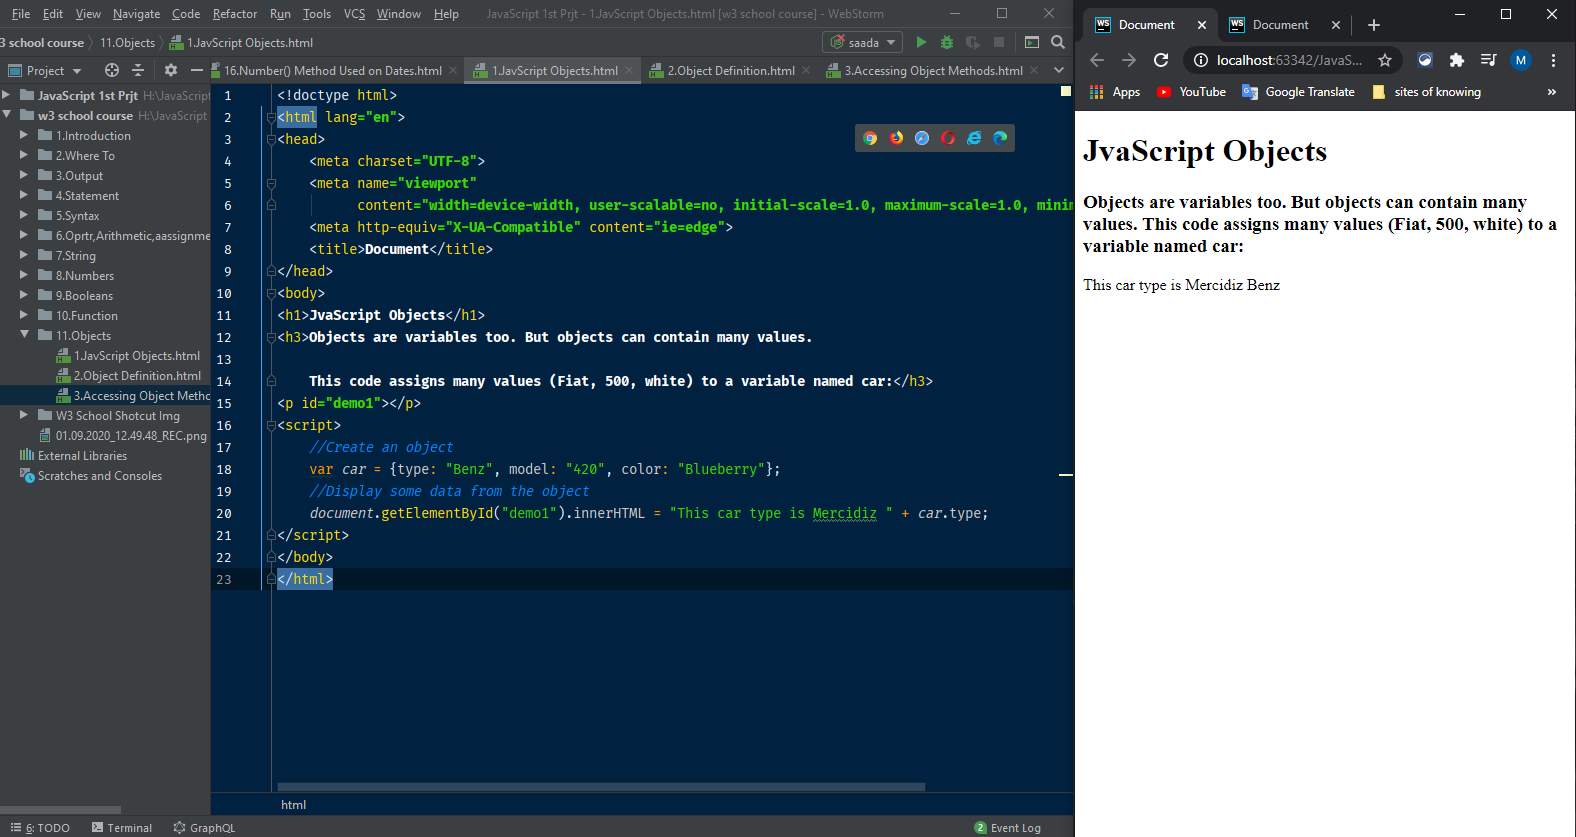 File Edit View Navigate Code Refactor Run Tools VCS Window Help JavaScript 1st Prjt - 1.JavScript Objects.html [w3 school course] - WebStorm
3 school course 11.Objects 1.JavScript Objects.html saada
Project
16.Number() Method Used on Dates.html 1.JavScript Objects.html 2.Object Definition.html 3.Accessing Object Methods.html
JavaScript 1st Prjt H:\JavaScript
w3 school course H:\JavaScript
1.Introduction
2.Where To
3.Output
4.Statement
5.Syntax
6.Oprtr,Arithmetic,aassignme
7.String
8.Numbers
9.Booleans
10.Function
11.Objects
1.JavScript Objects.html
2.Object Definition.html
3.Accessing Object Metho
W3 School Shotcut Img
01.09.2020_12.49.48_REC.png
External Libraries
Scratches and Consoles
1 <!doctype html>
2 <html lang="en">
3 <head>
4 <meta charset="UTF-8">
5 <meta name="viewport"
6 content="width=device-width, user-scalable=no, initial-scale=1.0, maximum-scale=1.0, minim
7 <meta http-equiv="X-UA-Compatible" content="ie=edge">
8 <title>Document</title>
9 </head>
10 <body>
11 <h1>JvaScript Objects</h1>
12 <h3>Objects are variables too. But objects can contain many values.
13
14 This code assigns many values (Fiat, 500, white) to a variable named car:</h3>
15 <p id="demo1"></p>
16 <script>
17 //Create an object
18 var car = {type: "Benz", model: "420", color: "Blueberry"};
19 //Display some data from the object
20 document.getElementById("demo1").innerHTML = "This car type is Mercidiz " + car.type;
21 </script>
22 </body>
23 </html>
html
6: TODO Terminal GraphQL 2 Event Log
WS Document WS Document
localhost:63342/JavaS... M
Apps YouTube Google Translate sites of knowing »
JvaScript Objects
Objects are variables too. But objects can contain many
values. This code assigns many values (Fiat, 500, white) to a
variable named car:
This car type is Mercidiz Benz